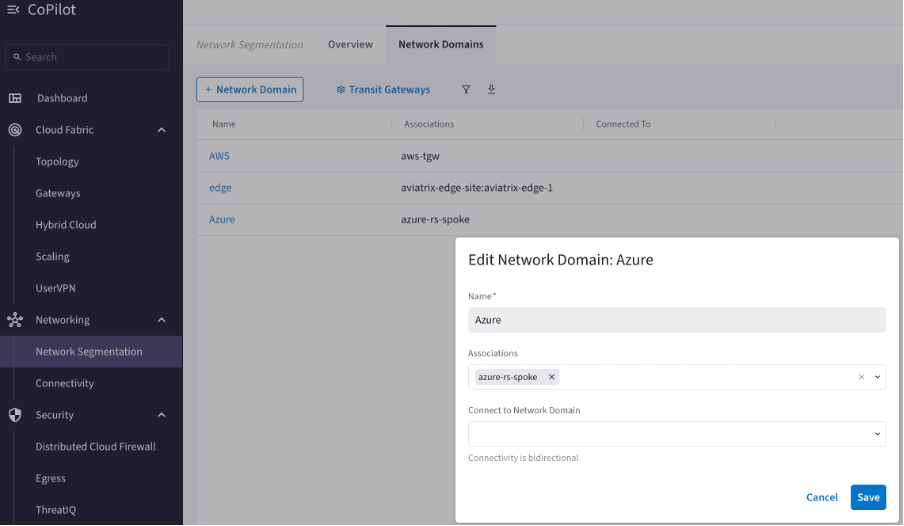 CoPilot
Search
Dashboard
Cloud Fabric
Topology
Gateways
Hybrid Cloud
Scaling
UserVPN
Networking
Network Segmentation
Connectivity
Security
Distributed Cloud Firewall
Egress
ThreatIQ
Network Segmentation Overview Network Domains
+ Network Domain Transit Gateways
Name Associations Connected To
AWS aws-tgw
edge aviatrix-edge-site:aviatrix-edge-1
Azure azure-rs-spoke
Edit Network Domain: Azure
Name*
Azure
Associations
azure-rs-spoke
Connect to Network Domain
Connectivity is bidirectional
Cancel Save